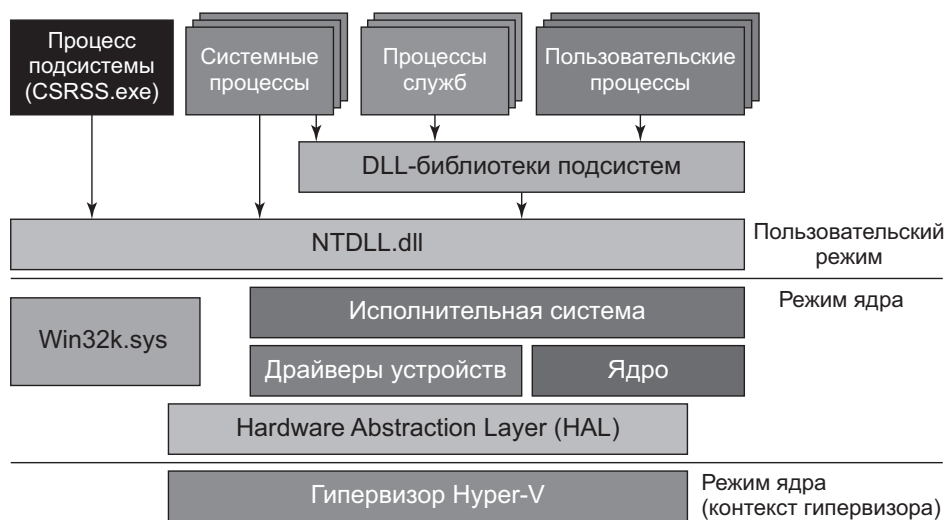 Процесс
подсистемы
(CSRSS.exe)
Системные
процессы
Процессы
служб
Пользовательские
процессы
DLL-библиотеки подсистем
NTDLL.dll
Пользовательский
режим
Режим ядра
Win32k.sys
Исполнительная система
Драйверы устройств
Ядро
Hardware Abstraction Layer (HAL)
Гипервизор Hyper-V
Режим ядра
(контекст гипервизора)